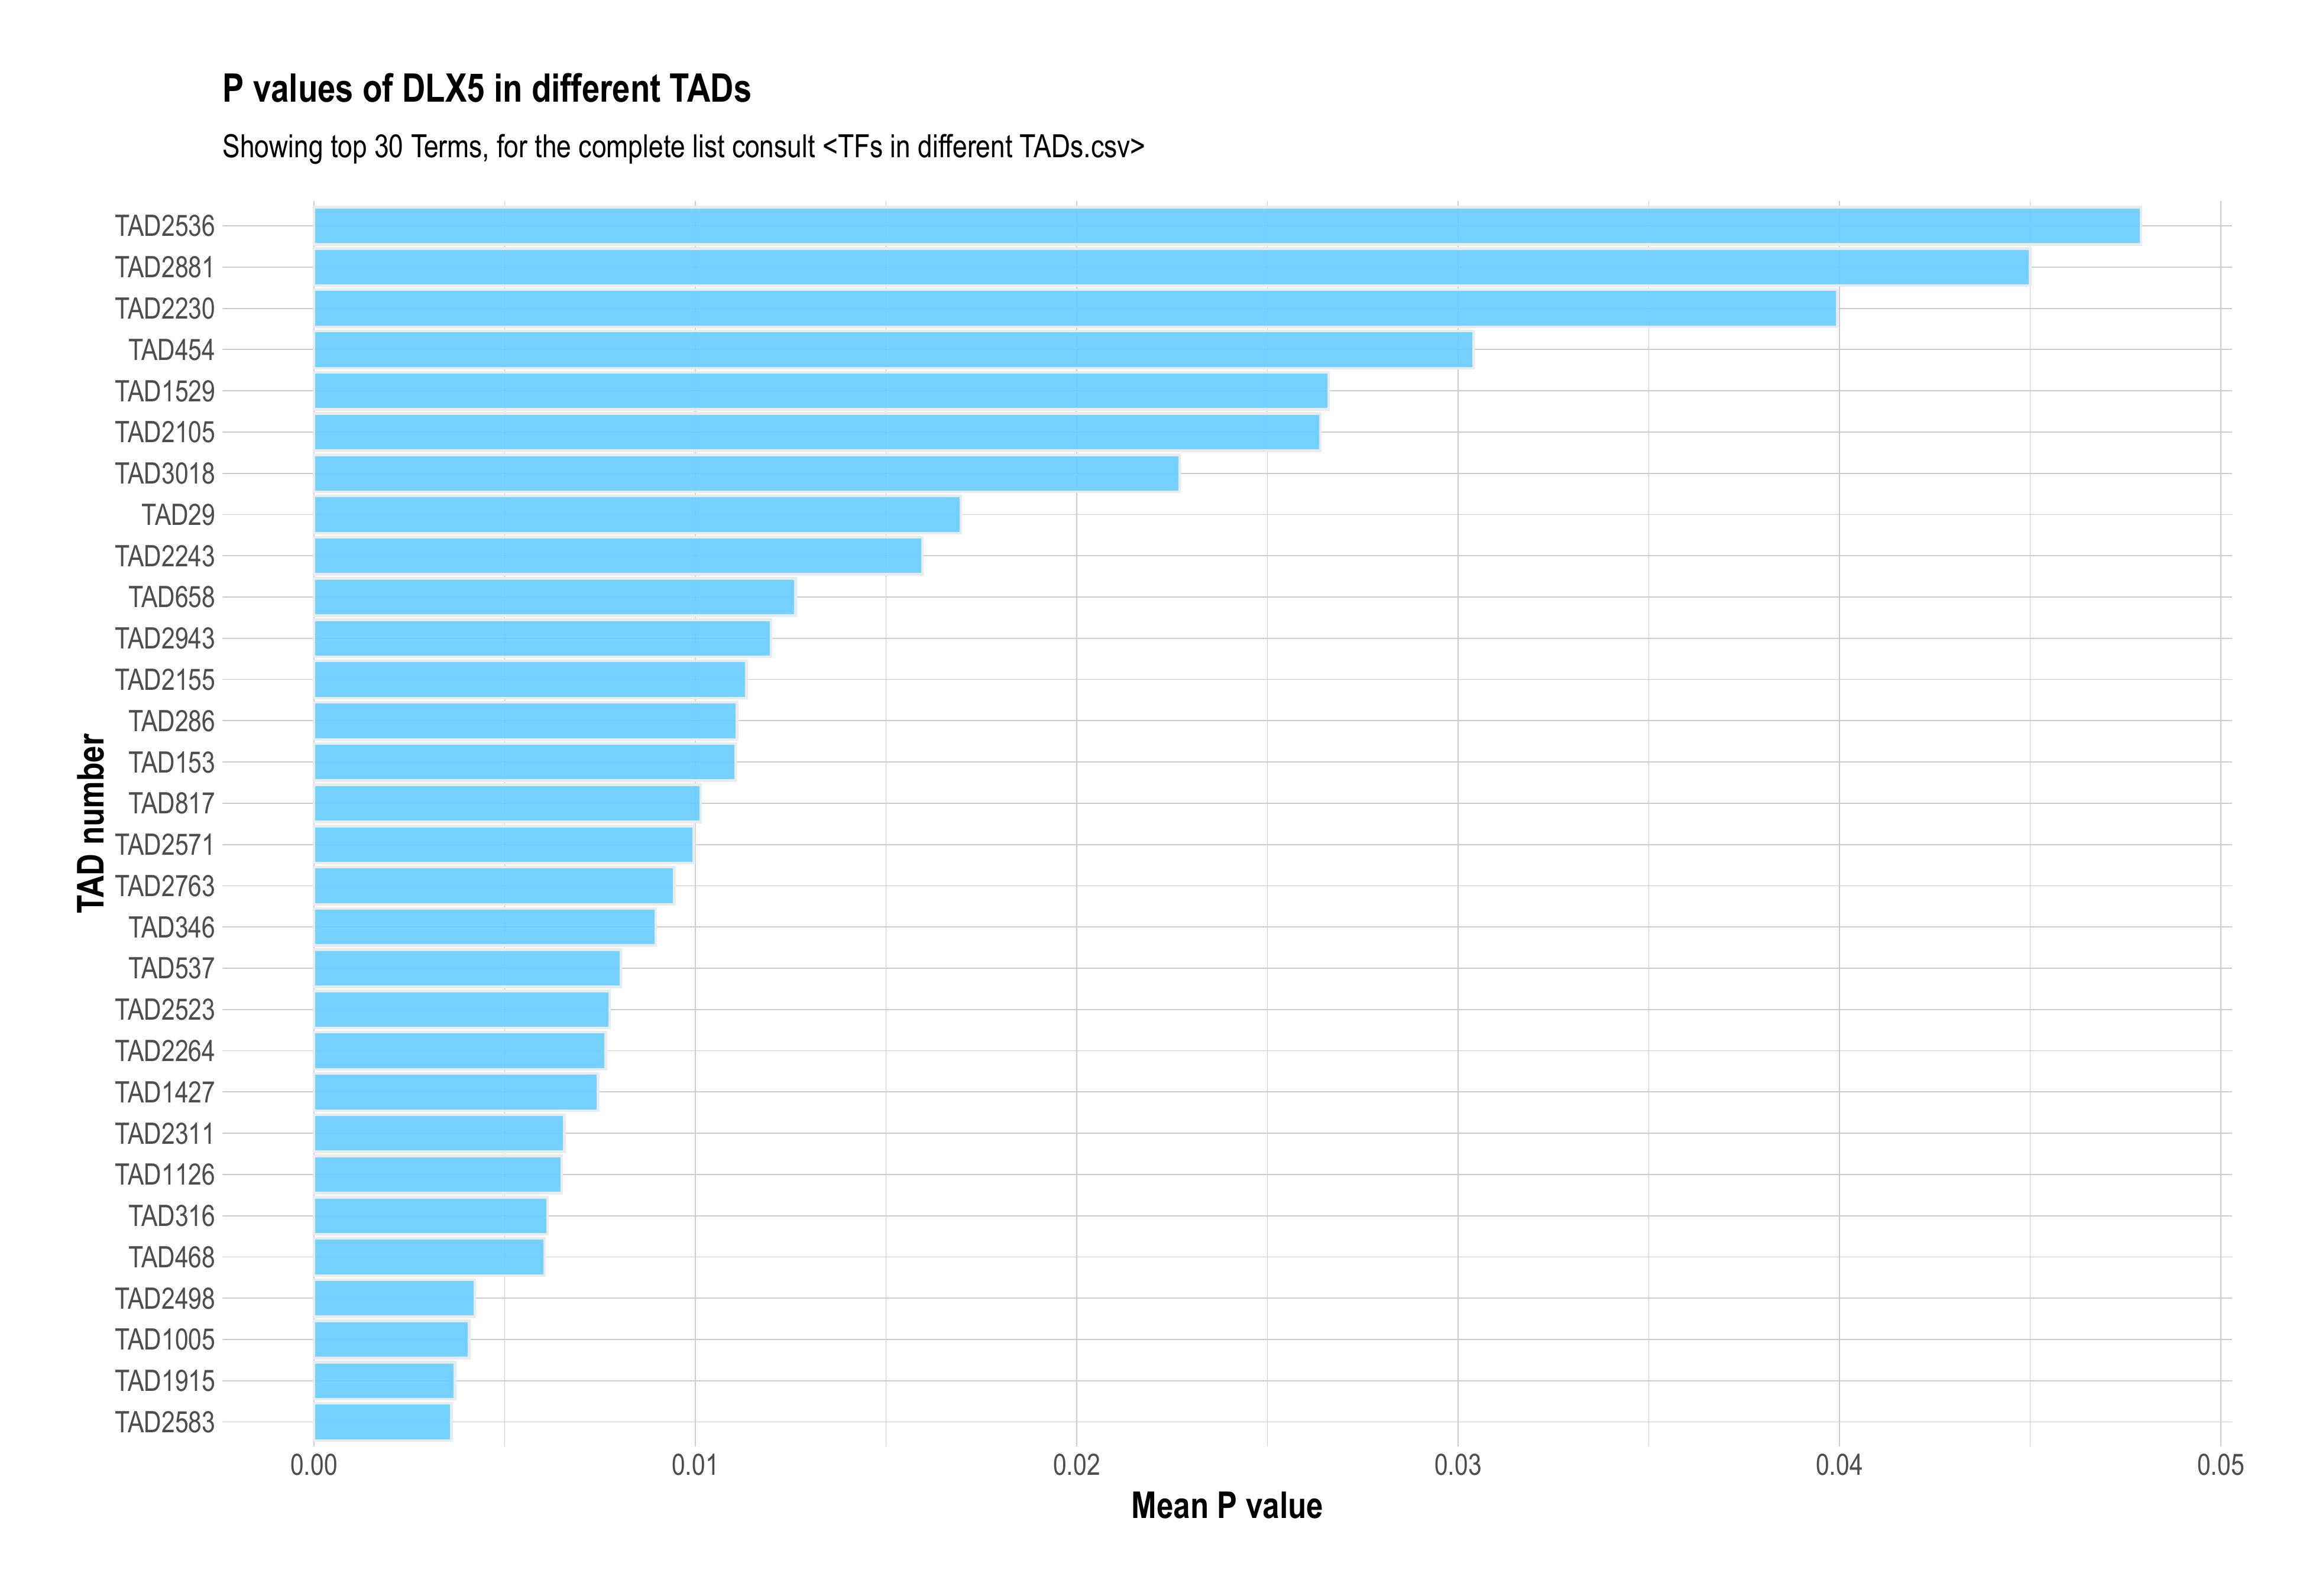 P values of DLX5 in different TADs
Showing top 30 Terms, for the complete list consult <TFs in different TADs.csv>
TAD number
TAD2536
TAD2881
TAD2230
TAD454
TAD1529
TAD2105
TAD3018
TAD29
TAD2243
TAD658
TAD2943
TAD2155
TAD286
TAD153
TAD817
TAD2571
TAD2763
TAD346
TAD537
TAD2523
TAD2264
TAD1427
TAD2311
TAD1126
TAD316
TAD468
TAD2498
TAD1005
TAD1915
TAD2583
0.00 0.01 0.02 0.03 0.04 0.05
Mean P value